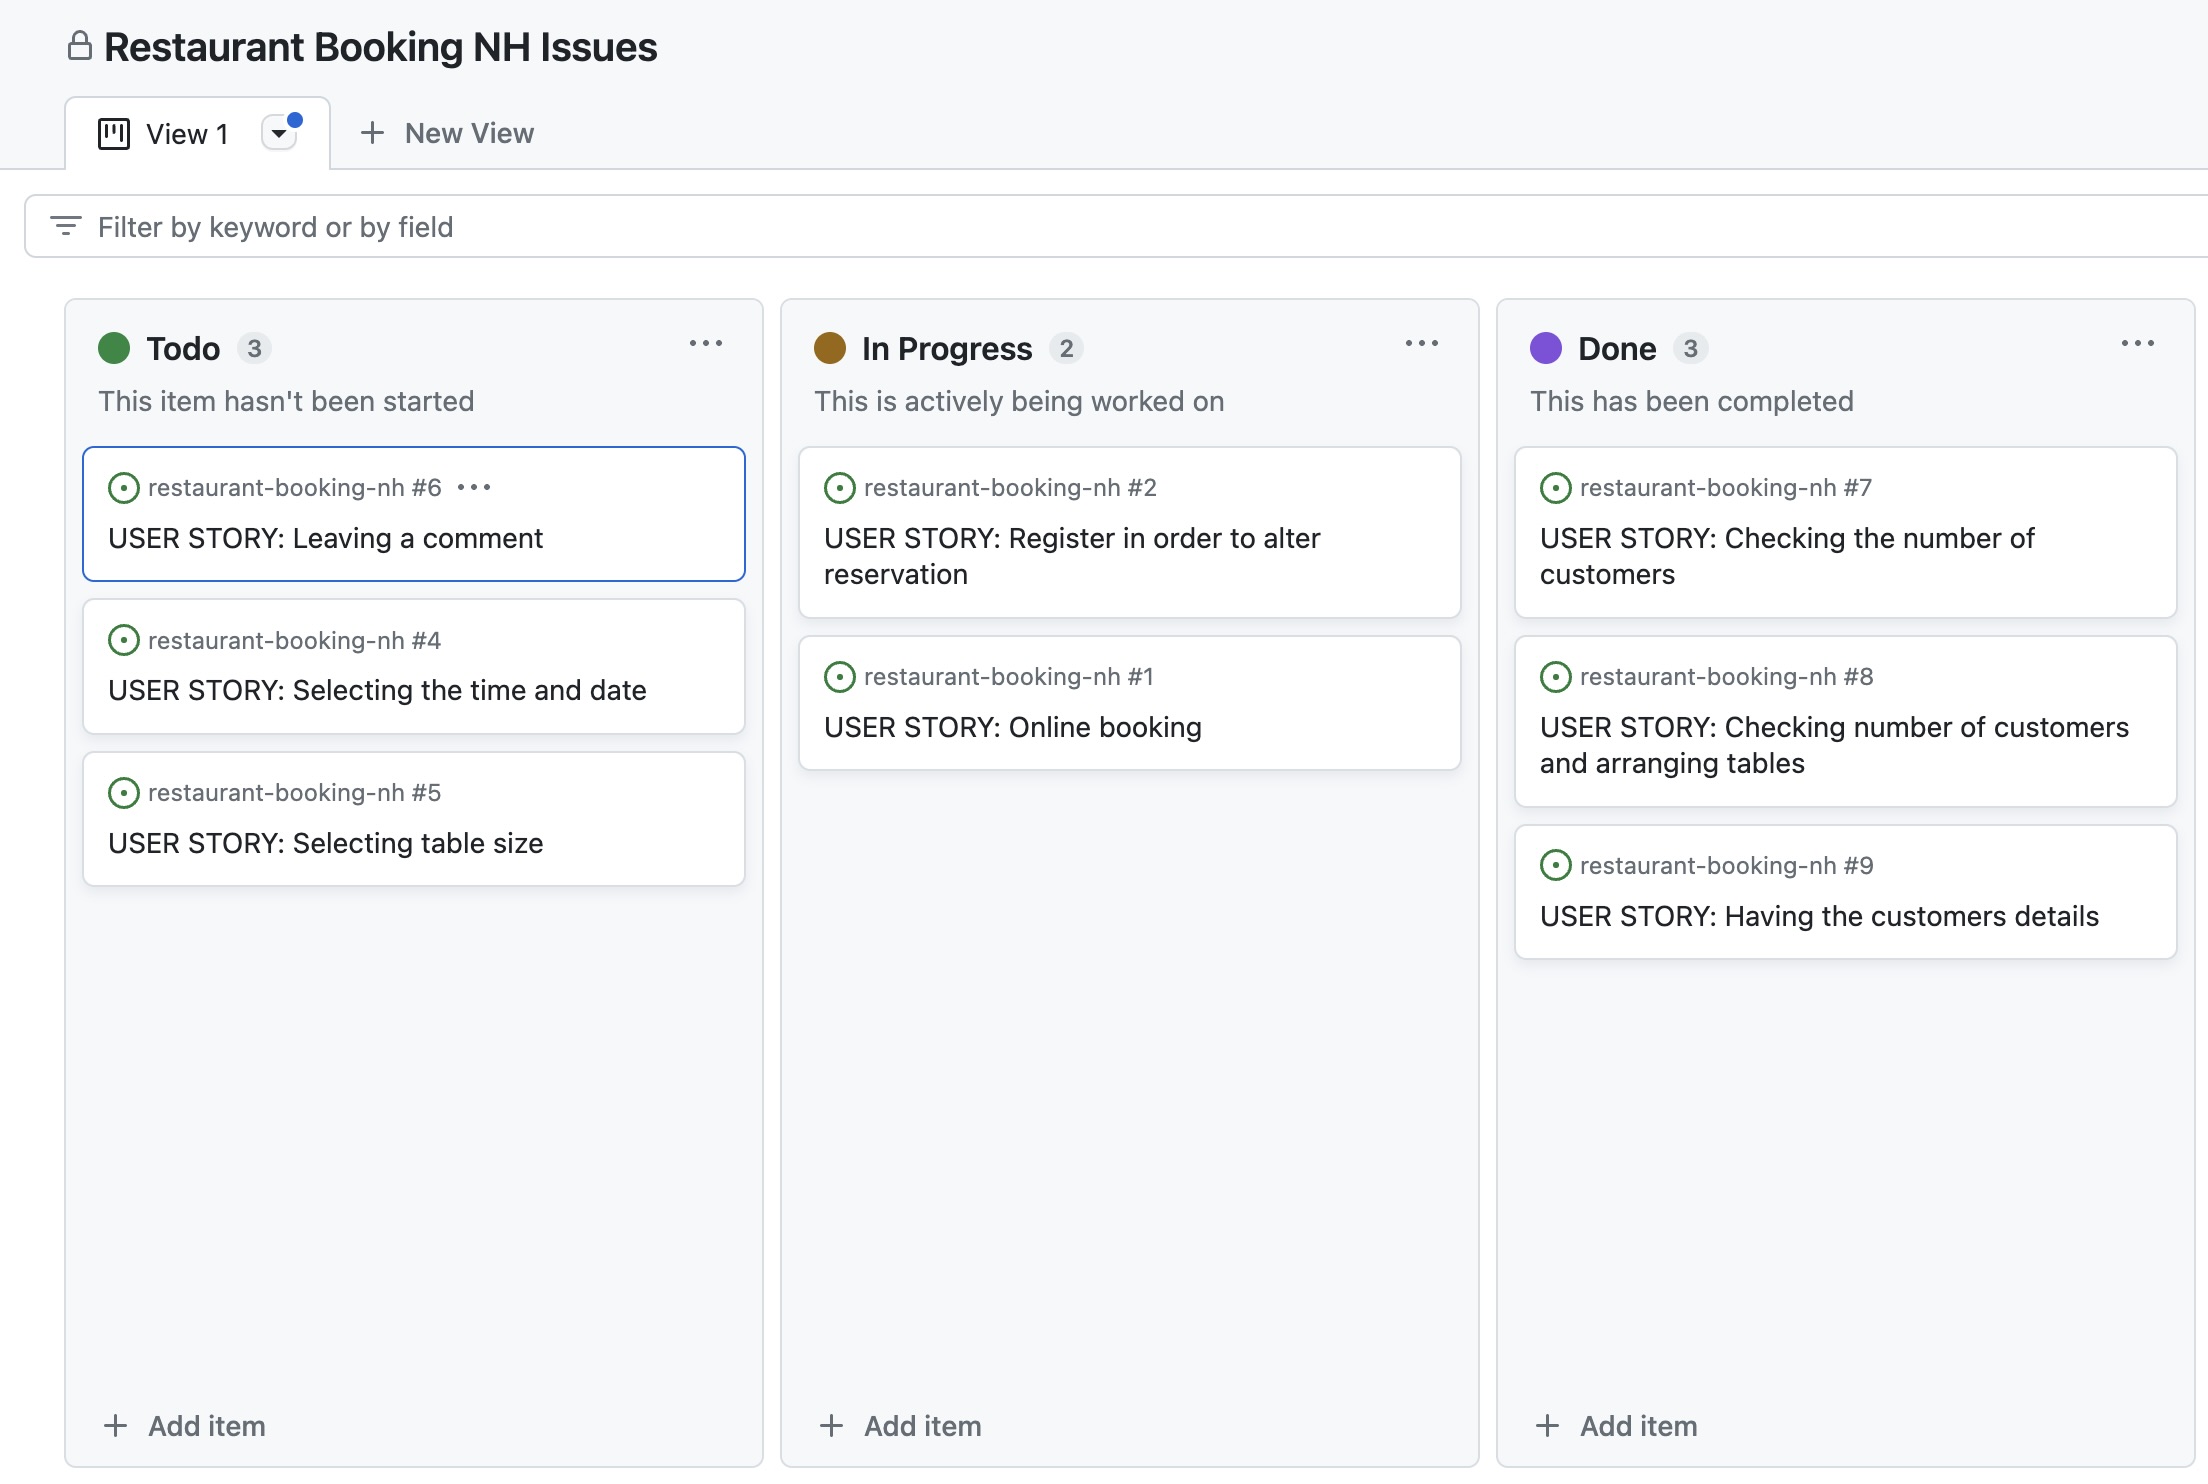 Restaurant Booking NH Issues
View 1
New View
Filter by keyword or by field
Todo 3
This item hasn't been started
restaurant-booking-nh #6
USER STORY: Leaving a comment
restaurant-booking-nh #4
USER STORY: Selecting the time and date
restaurant-booking-nh #5
USER STORY: Selecting table size
Add item
In Progress 2
This is actively being worked on
restaurant-booking-nh #2
USER STORY: Register in order to alter
reservation
restaurant-booking-nh #1
USER STORY: Online booking
Add item
Done 3
This has been completed
restaurant-booking-nh #7
USER STORY: Checking the number of
customers
restaurant-booking-nh #8
USER STORY: Checking number of customers
and arranging tables
restaurant-booking-nh #9
USER STORY: Having the customers details
Add item